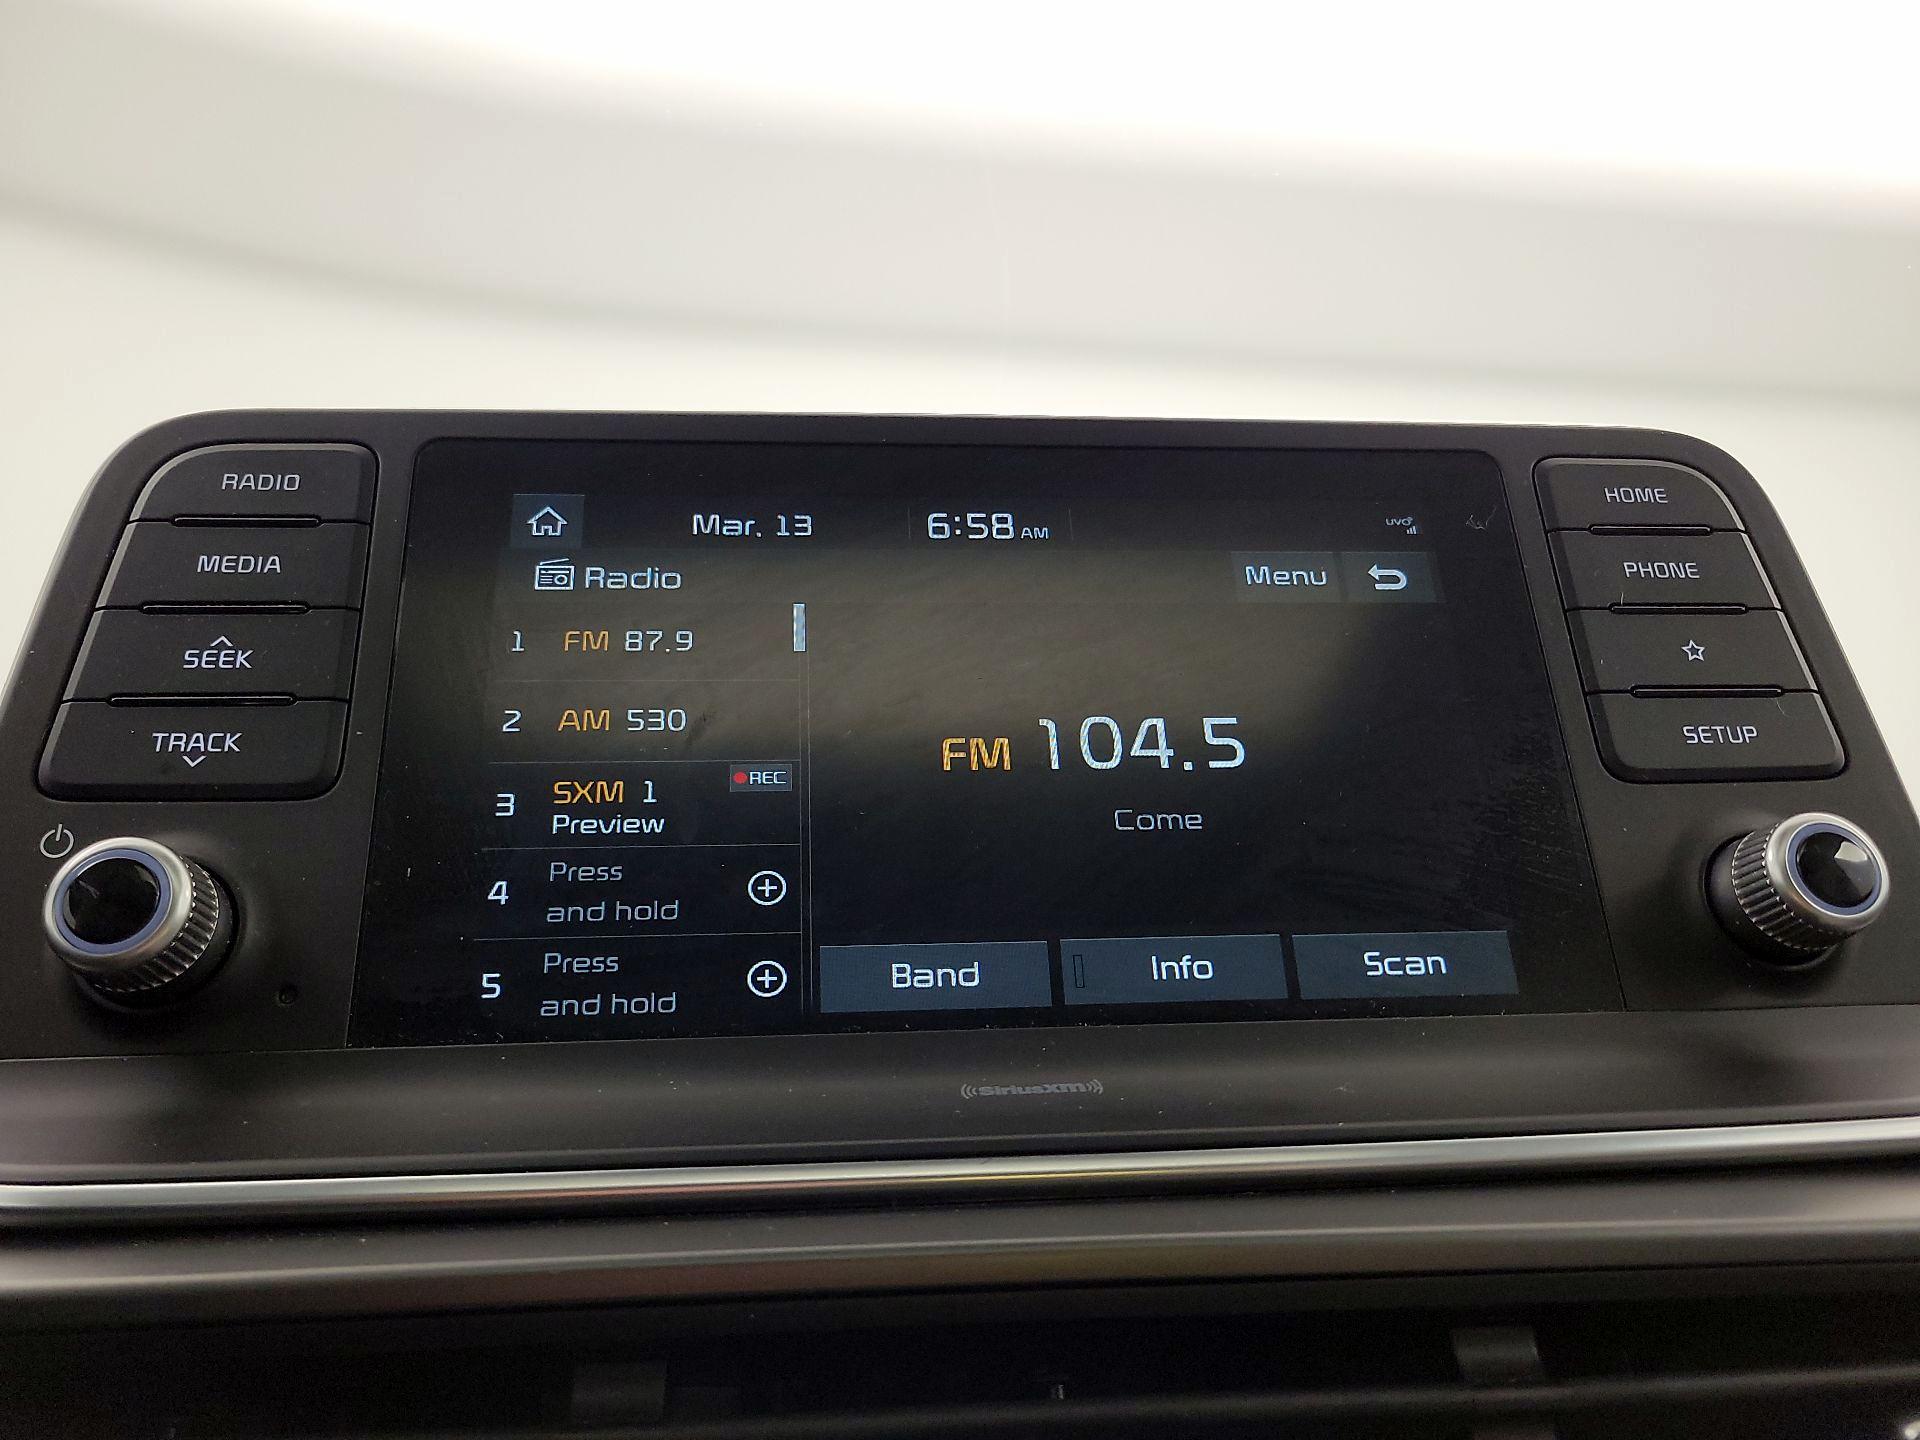 RADIO
MEDIA
SEEK
TRACK
Mar. 13
6:58 AM
UVO
Radio
Menu
1 FM 87.9
2 AM 530
3 SXM 1
REC
Preview
4 Press
and hold
5 Press
and hold
FM 104.5
Come
Band
Info
Scan
HOME
PHONE
SETUP
((SiriusXM))